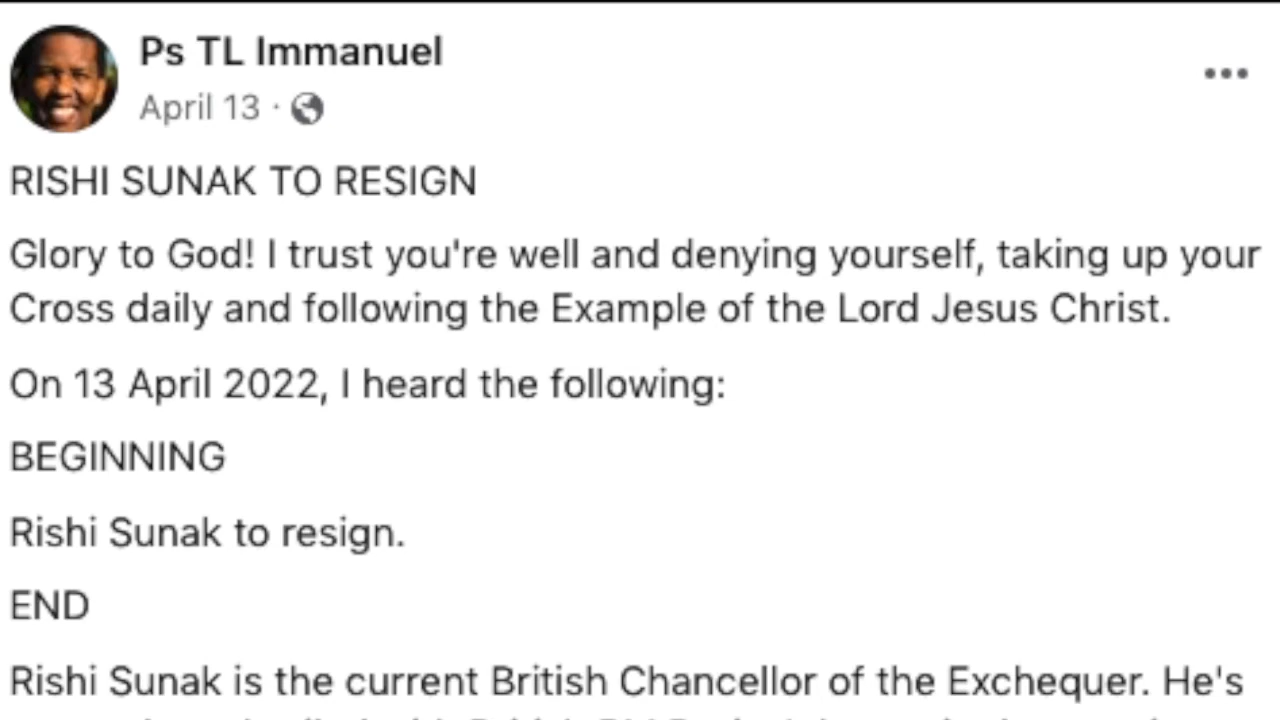 Ps TL Immanuel
April 13 ·
RISHI SUNAK TO RESIGN
Glory to God! I trust you're well and denying yourself, taking up your
Cross daily and following the Example of the Lord Jesus Christ.
On 13 April 2022, I heard the following:
BEGINNING
Rishi Sunak to resign.
END
Rishi Sunak is the current British Chancellor of the Exchequer. He's